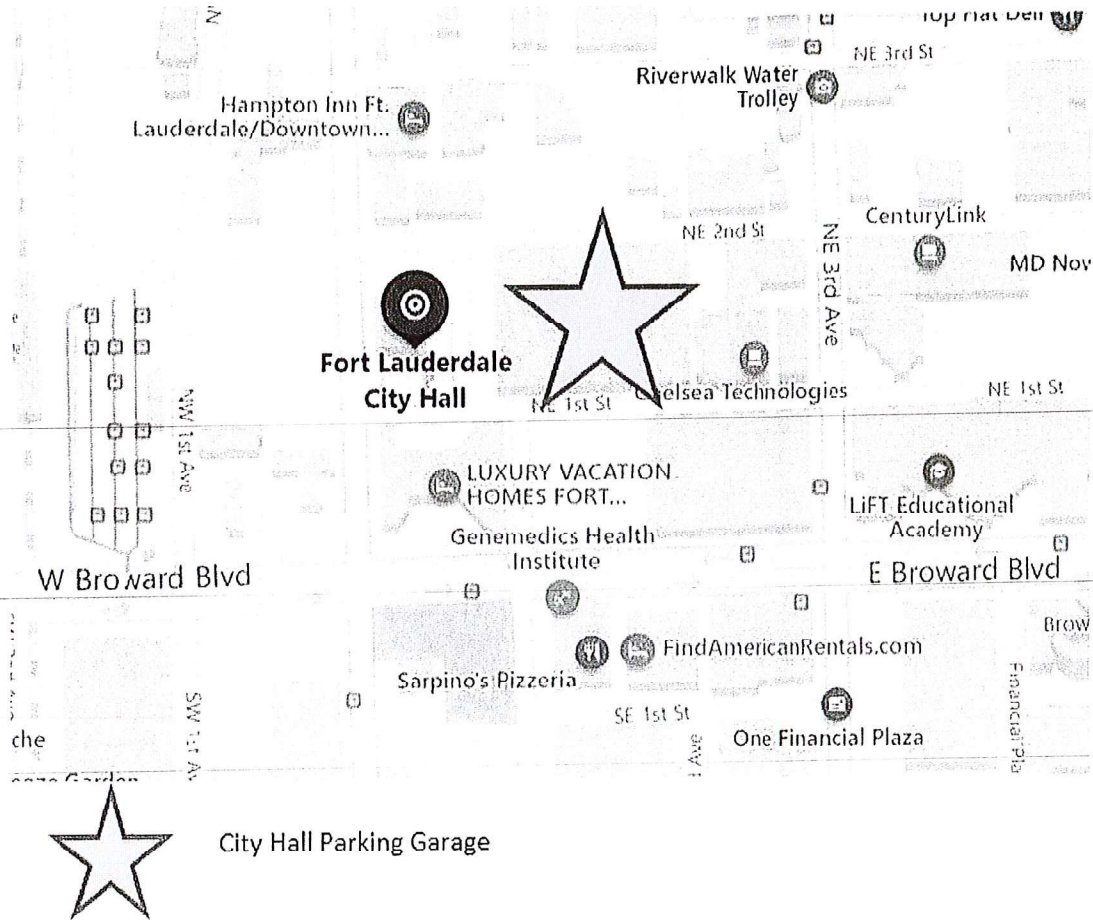 Top Hat Deli
NE 3rd St
Riverwalk Water
Trolley
Hampton Inn Ft.
Lauderdale/Downtown...
CenturyLink
NE 2nd St
NE 3rd Ave
MD Nov
Fort Lauderdale
City Hall
Chelsea Technologies
NE 1st St
NE 1st St
NW 1st Ave
LUXURY VACATION
HOMES FORT...
LiFT Educational
Academy
Genemedics Health
Institute
W Broward Blvd
E Broward Blvd
Brow
FindAmericanRentals.com
Sarpino's Pizzeria
SE 1st St
SW 1st Av
One Financial Plaza
Financial Pla
Ave
che
Garden
City Hall Parking Garage